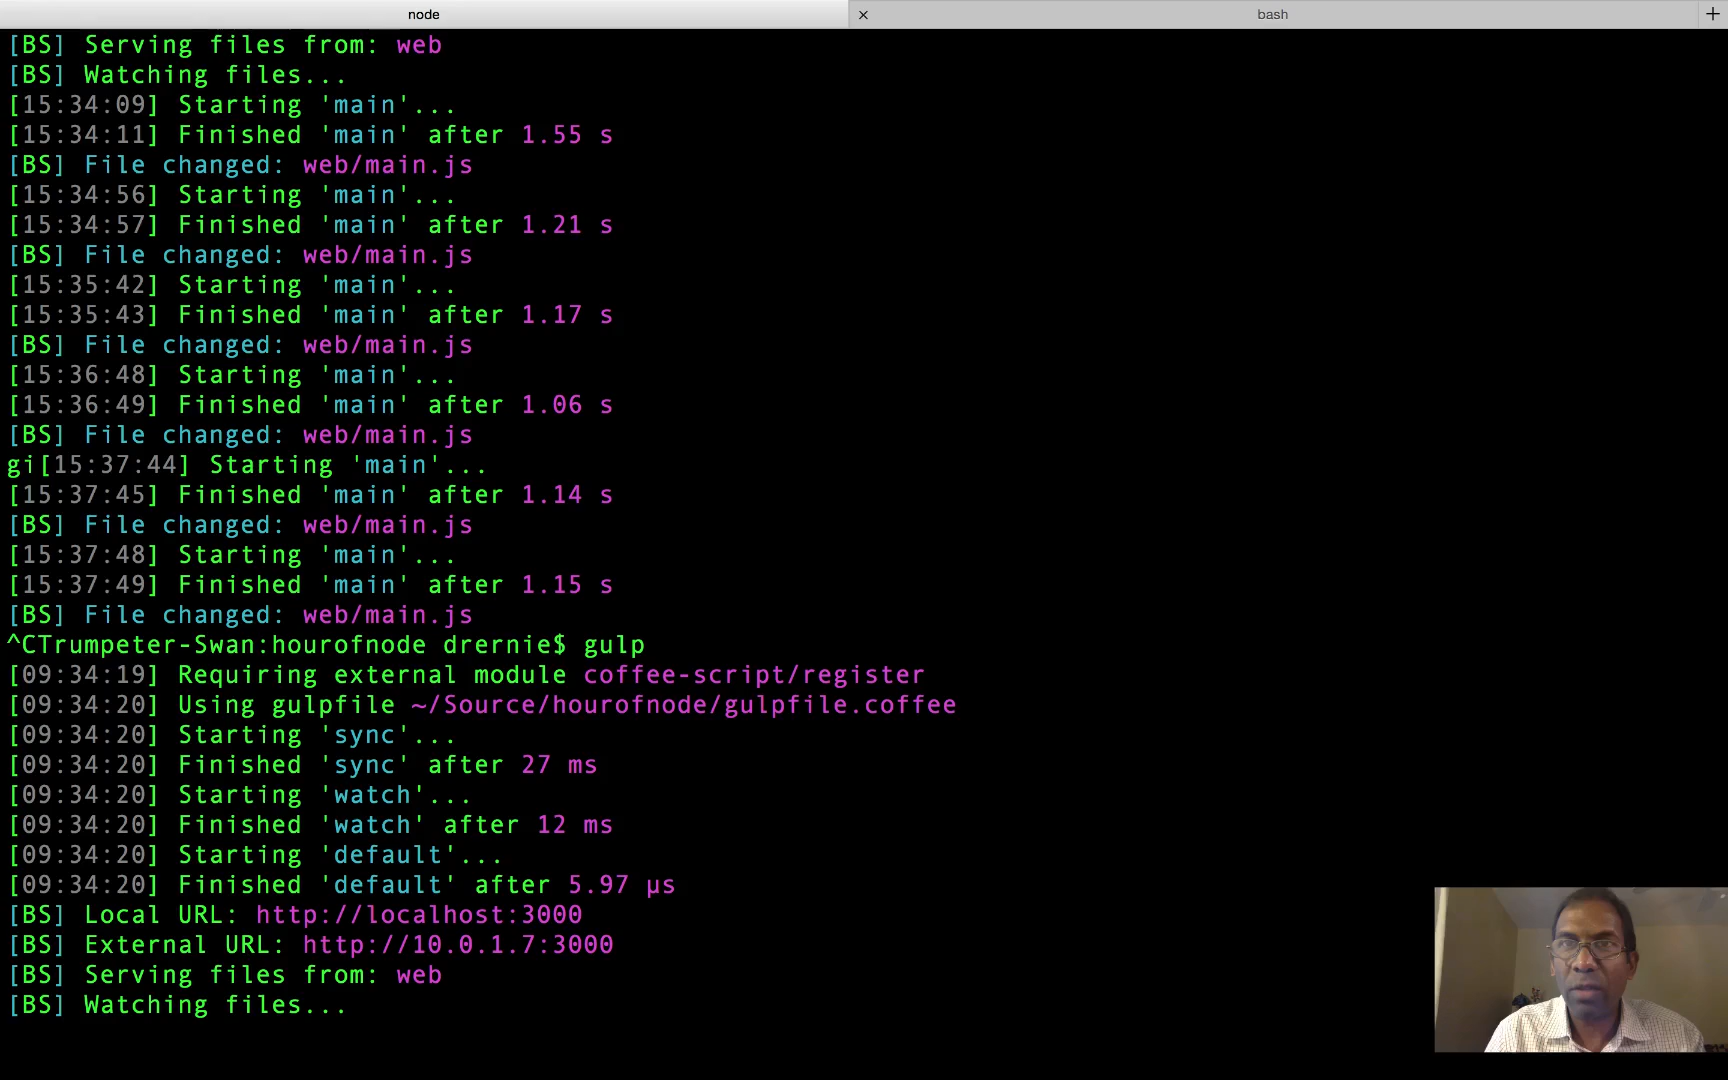 node
× bash +
[BS] Serving files from: web
[BS] Watching files...
[15:34:09] Starting 'main'...
[15:34:11] Finished 'main' after 1.55 s
[BS] File changed: web/main.js
[15:34:56] Starting 'main'...
[15:34:57] Finished 'main' after 1.21 s
[BS] File changed: web/main.js
[15:35:42] Starting 'main'...
[15:35:43] Finished 'main' after 1.17 s
[BS] File changed: web/main.js
[15:36:48] Starting 'main'...
[15:36:49] Finished 'main' after 1.06 s
[BS] File changed: web/main.js
gi[15:37:44] Starting 'main'...
[15:37:45] Finished 'main' after 1.14 s
[BS] File changed: web/main.js
[15:37:48] Starting 'main'...
[15:37:49] Finished 'main' after 1.15 s
[BS] File changed: web/main.js
^CTrumpeter-Swan:hourofnode drernie$ gulp
[09:34:19] Requiring external module coffee-script/register
[09:34:20] Using gulpfile ~/Source/hourofnode/gulpfile.coffee
[09:34:20] Starting 'sync'...
[09:34:20] Finished 'sync' after 27 ms
[09:34:20] Starting 'watch'...
[09:34:20] Finished 'watch' after 12 ms
[09:34:20] Starting 'default'...
[09:34:20] Finished 'default' after 5.97 μs
[BS] Local URL: http://localhost:3000
[BS] External URL: http://10.0.1.7:3000
[BS] Serving files from: web
[BS] Watching files...